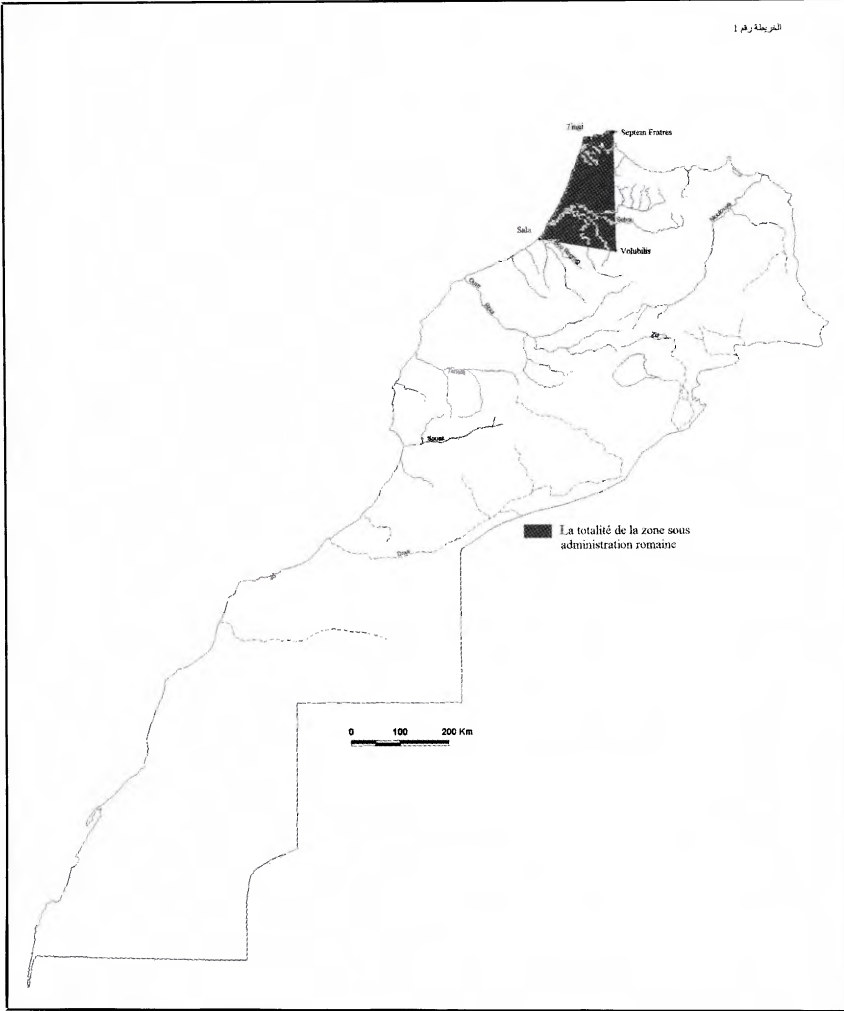 الخريطة رقم 1
Tingi
Septem Fratres
Sala
Sebou
Volubilis
Moulouya
Oum
Rbia
Ziz
Tensift
Souss
La totalité de la zone sous
administration romaine
Draa
0 100 200 Km